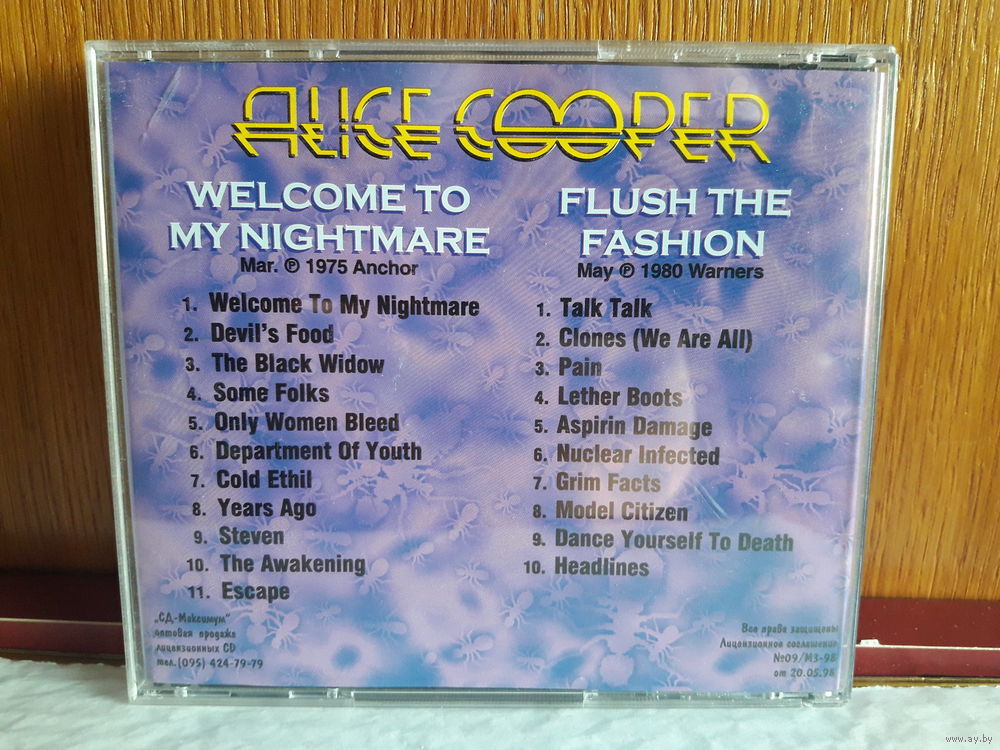 ALICE COOPER
WELCOME TO
MY NIGHTMARE
Mar. ℗ 1975 Anchor
1. Welcome To My Nightmare
2. Devil's Food
3. The Black Widow
4. Some Folks
5. Only Women Bleed
6. Department Of Youth
7. Cold Ethil
8. Years Ago
9. Steven
10. The Awakening
11. Escape
FLUSH THE
FASHION
May ℗ 1980 Warners
1. Talk Talk
2. Clones (We Are All)
3. Pain
4. Lether Boots
5. Aspirin Damage
6. Nuclear Infected
7. Grim Facts
8. Model Citizen
9. Dance Yourself To Death
10. Headlines
„СД-Максимум"
оптовая продажа
лицензионных CD
тел.(095) 424-79-79
Все права защищены
Лицензионное соглашение
№09/М3-98
от 20.05.98
www.ay.by